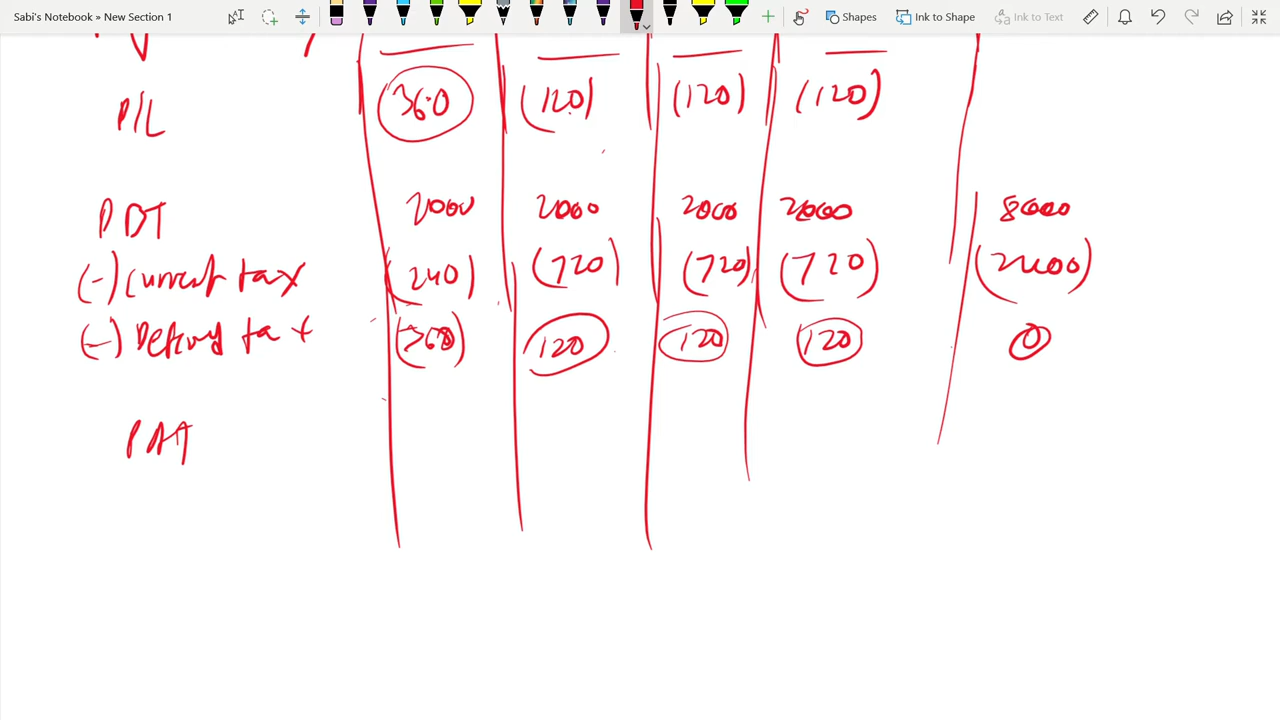 Sabi's Notebook » New Section 1 Shapes Ink to Shape Ink to Text
P/L 360 (120) (120) (120)
PBT 2000 2000 2000 2000 8000
(-) Current tax (240) (720) (720) (720) (2400)
(-) Deferred tax (360) 120 120 120 0
PAT